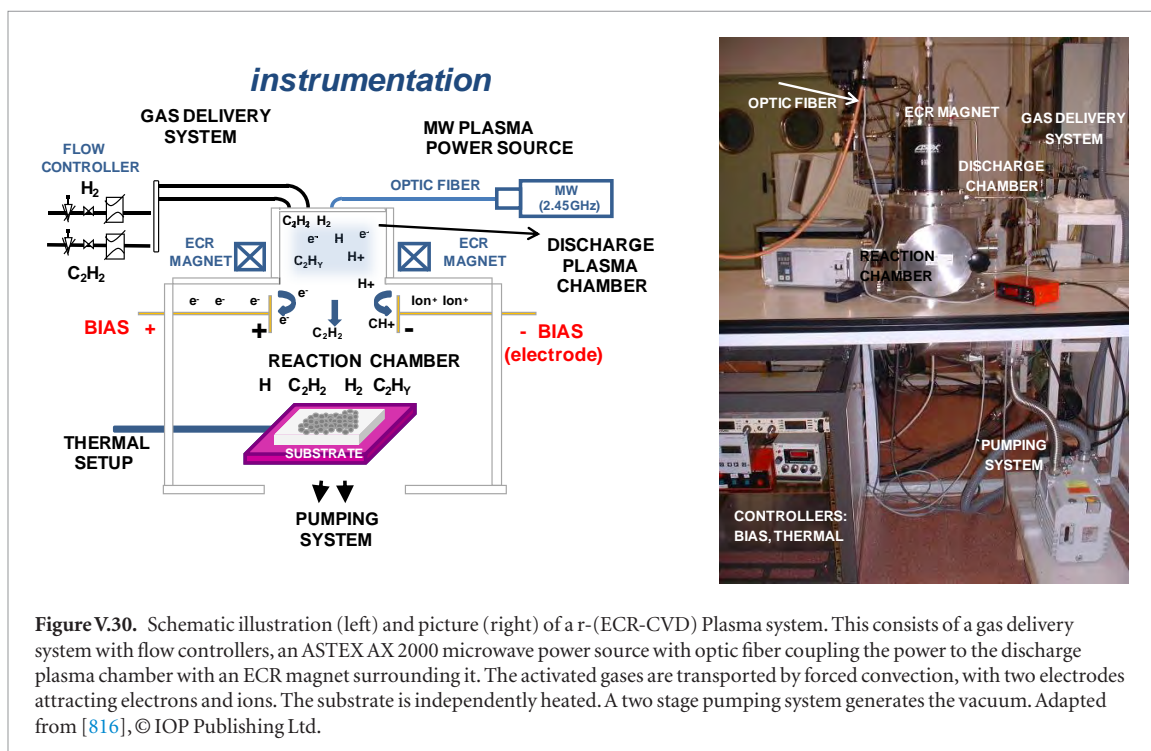 instrumentation
GAS DELIVERY
SYSTEM
MW PLASMA
POWER SOURCE
FLOW
CONTROLLER
H₂
C₂H₂
OPTIC FIBER
MW
(2.45GHz)
C₂H₂ H₂
e⁻ H e⁻
C₂H_Y H+
H+
ECR
MAGNET
ECR
MAGNET
DISCHARGE
PLASMA
CHAMBER
e⁻ e⁻ e⁻ e⁻
e⁻
Ion⁺ Ion⁺
BIAS +
+
C₂H₂
CH+
-
- BIAS
(electrode)
REACTION CHAMBER
H C₂H₂ H₂ C₂H_Y
THERMAL
SETUP
SUBSTRATE
PUMPING
SYSTEM
OPTIC FIBER
ECR MAGNET
GAS DELIVERY
SYSTEM
DISCHARGE
CHAMBER
REACTION
CHAMBER
PUMPING
SYSTEM
CONTROLLERS:
BIAS, THERMAL
Figure V.30. Schematic illustration (left) and picture (right) of a r-(ECR-CVD) Plasma system. This consists of a gas delivery
system with flow controllers, an ASTEX AX 2000 microwave power source with optic fiber coupling the power to the discharge
plasma chamber with an ECR magnet surrounding it. The activated gases are transported by forced convection, with two electrodes
attracting electrons and ions. The substrate is independently heated. A two stage pumping system generates the vacuum. Adapted
from [816], © IOP Publishing Ltd.